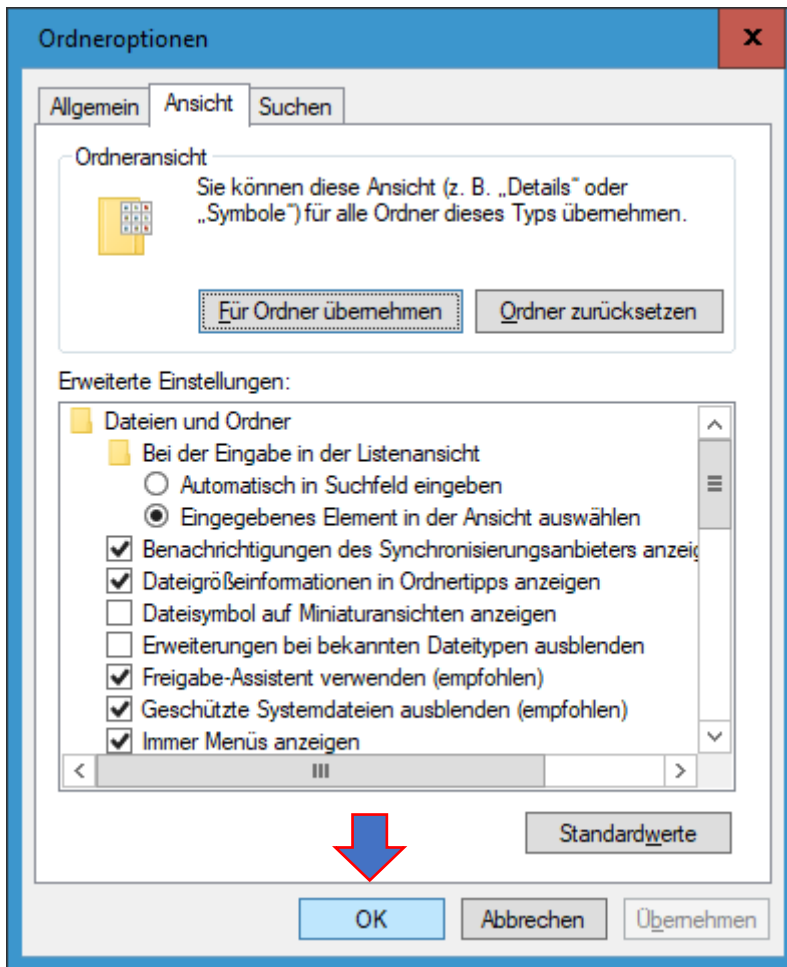 Ordneroptionen
x
Allgemein Ansicht Suchen
Ordneransicht
Sie können diese Ansicht (z. B. „Details" oder
„Symbole") für alle Ordner dieses Typs übernehmen.
Für Ordner übernehmen Ordner zurücksetzen
Erweiterte Einstellungen:
Dateien und Ordner
Bei der Eingabe in der Listenansicht
Automatisch in Suchfeld eingeben
Eingegebenes Element in der Ansicht auswählen
Benachrichtigungen des Synchronisierungsanbieters anzeig
Dateigrößeinformationen in Ordnertipps anzeigen
Dateisymbol auf Miniaturansichten anzeigen
Erweiterungen bei bekannten Dateitypen ausblenden
Freigabe-Assistent verwenden (empfohlen)
Geschützte Systemdateien ausblenden (empfohlen)
Immer Menüs anzeigen
Standardwerte
OK Abbrechen Übernehmen